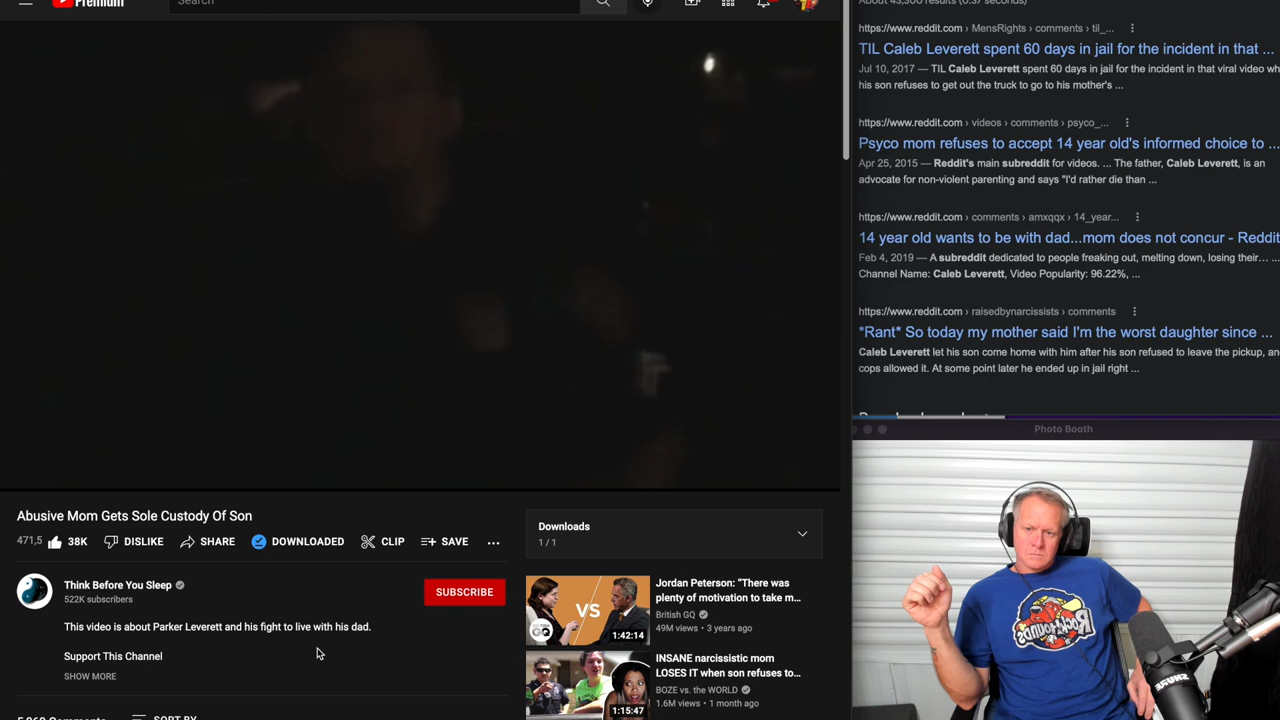 Premium
Search
About 43,300 results (0.37 seconds)
https://www.reddit.com › MensRights › comments › til_...
TIL Caleb Leverett spent 60 days in jail for the incident in that ...
Jul 10, 2017 — TIL Caleb Leverett spent 60 days in jail for the incident in that viral video wh
his son refuses to get out the truck to go to his mother's ...
https://www.reddit.com › videos › comments › psyco_...
Psyco mom refuses to accept 14 year old's informed choice to ...
Apr 25, 2015 — Reddit's main subreddit for videos. ... The father, Caleb Leverett, is an
advocate for non-violent parenting and says "I'd rather die than ...
https://www.reddit.com › comments › amxqqx › 14_year...
14 year old wants to be with dad...mom does not concur - Reddit
Feb 4, 2019 — A subreddit dedicated to people freaking out, melting down, losing their… ...
Channel Name: Caleb Leverett, Video Popularity: 96.22%, ...
https://www.reddit.com › raisedbynarcissists › comments
*Rant* So today my mother said I'm the worst daughter since ...
Caleb Leverett let his son come home with him after his son refused to leave the pickup, an
cops allowed it. At some point later he ended up in jail right ...
Photo Booth
Abusive Mom Gets Sole Custody Of Son
471,5 38K DISLIKE SHARE DOWNLOADED CLIP SAVE ...
Think Before You Sleep
522K subscribers
SUBSCRIBE
This video is about Parker Leverett and his fight to live with his dad.
Support This Channel
SHOW MORE
SORT BY
Downloads
1 / 1
VS
1:42:14
Jordan Peterson: “There was
plenty of motivation to take m...
British GQ
49M views • 3 years ago
1:15:47
INSANE narcissistic mom
LOSES IT when son refuses to...
BOZE vs. the WORLD
1.6M views • 1 month ago
RockHounds
SHURE